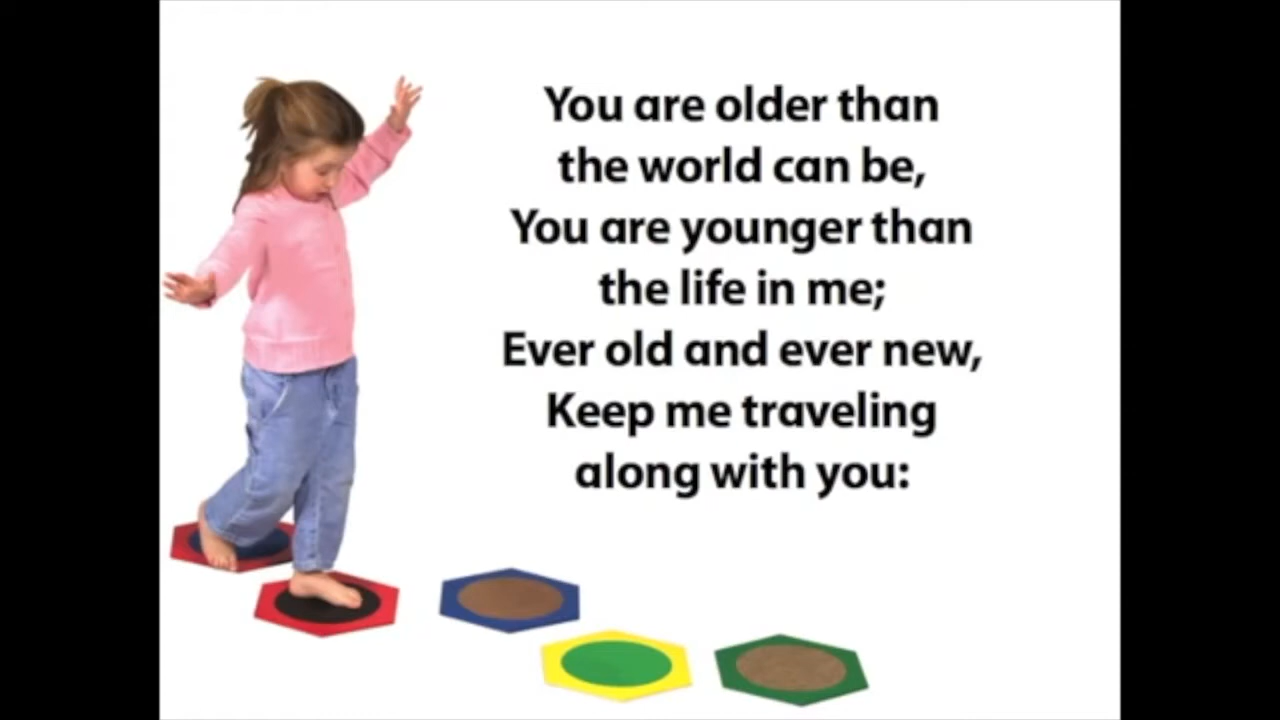 You are older than
the world can be,
You are younger than
the life in me;
Ever old and ever new,
Keep me traveling
along with you: